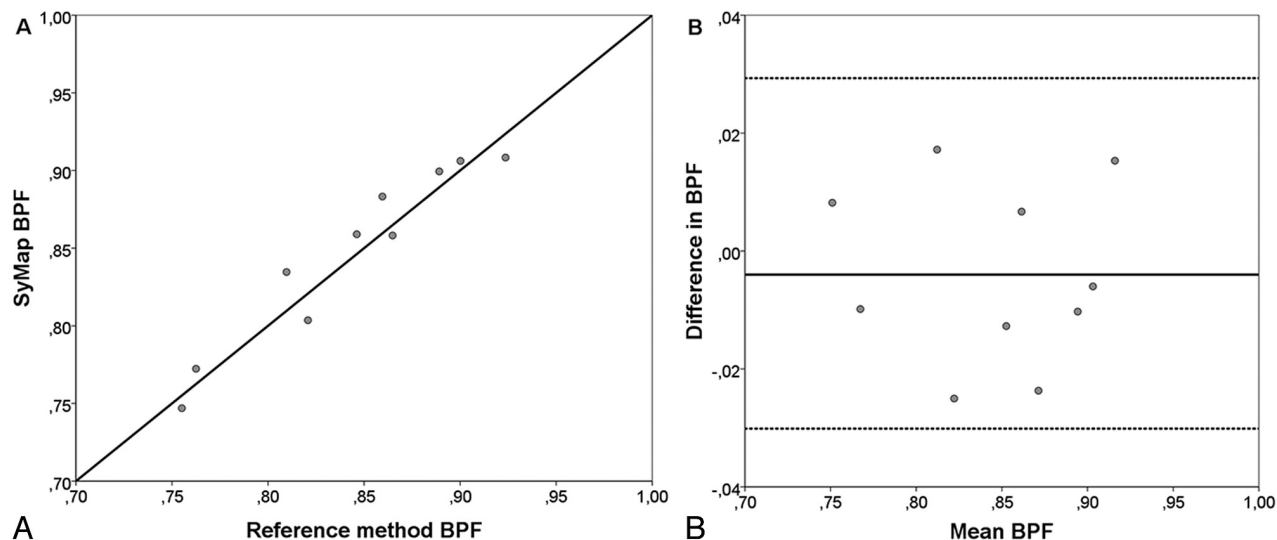 A
1,00
,95
,90
,85
,80
,75
,70
SyMap BPF
,70 ,75 ,80 ,85 ,90 ,95 1,00
Reference method BPF
A
B
,04
,02
,00
-,02
-,04
Difference in BPF
,70 ,75 ,80 ,85 ,90 ,95 1,00
Mean BPF
B